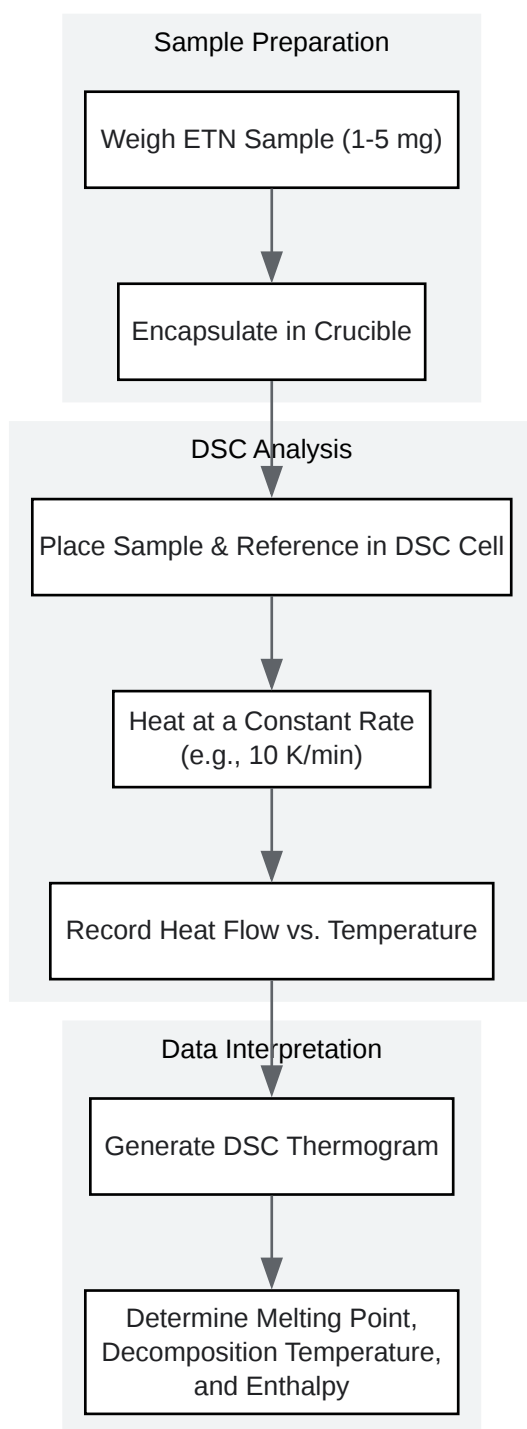 Sample Preparation
Weigh ETN Sample (1-5 mg)
Encapsulate in Crucible
DSC Analysis
Place Sample & Reference in DSC Cell
Heat at a Constant Rate
(e.g., 10 K/min)
Record Heat Flow vs. Temperature
Data Interpretation
Generate DSC Thermogram
Determine Melting Point,
Decomposition Temperature,
and Enthalpy